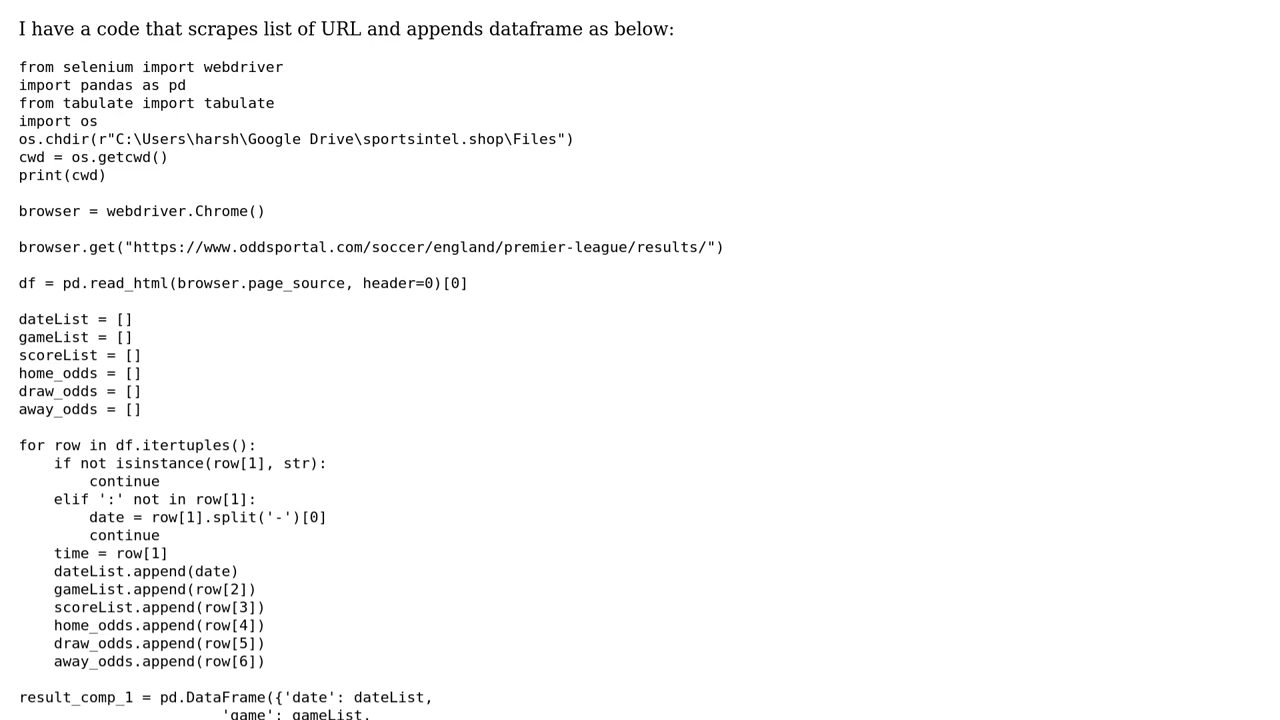 I have a code that scrapes list of URL and appends dataframe as below:
from selenium import webdriver
import pandas as pd
from tabulate import tabulate
import os
os.chdir(r"C:\Users\harsh\Google Drive\sportsintel.shop\Files")
cwd = os.getcwd()
print(cwd)
browser = webdriver.Chrome()
browser.get("https://www.oddsportal.com/soccer/england/premier-league/results/")
df = pd.read_html(browser.page_source, header=0)[0]
dateList = []
gameList = []
scoreList = []
home_odds = []
draw_odds = []
away_odds = []
for row in df.itertuples():
    if not isinstance(row[1], str):
        continue
    elif ':' not in row[1]:
        date = row[1].split('-')[0]
        continue
    time = row[1]
    dateList.append(date)
    gameList.append(row[2])
    scoreList.append(row[3])
    home_odds.append(row[4])
    draw_odds.append(row[5])
    away_odds.append(row[6])
result_comp_1 = pd.DataFrame({'date': dateList,
                       'game': gameList,